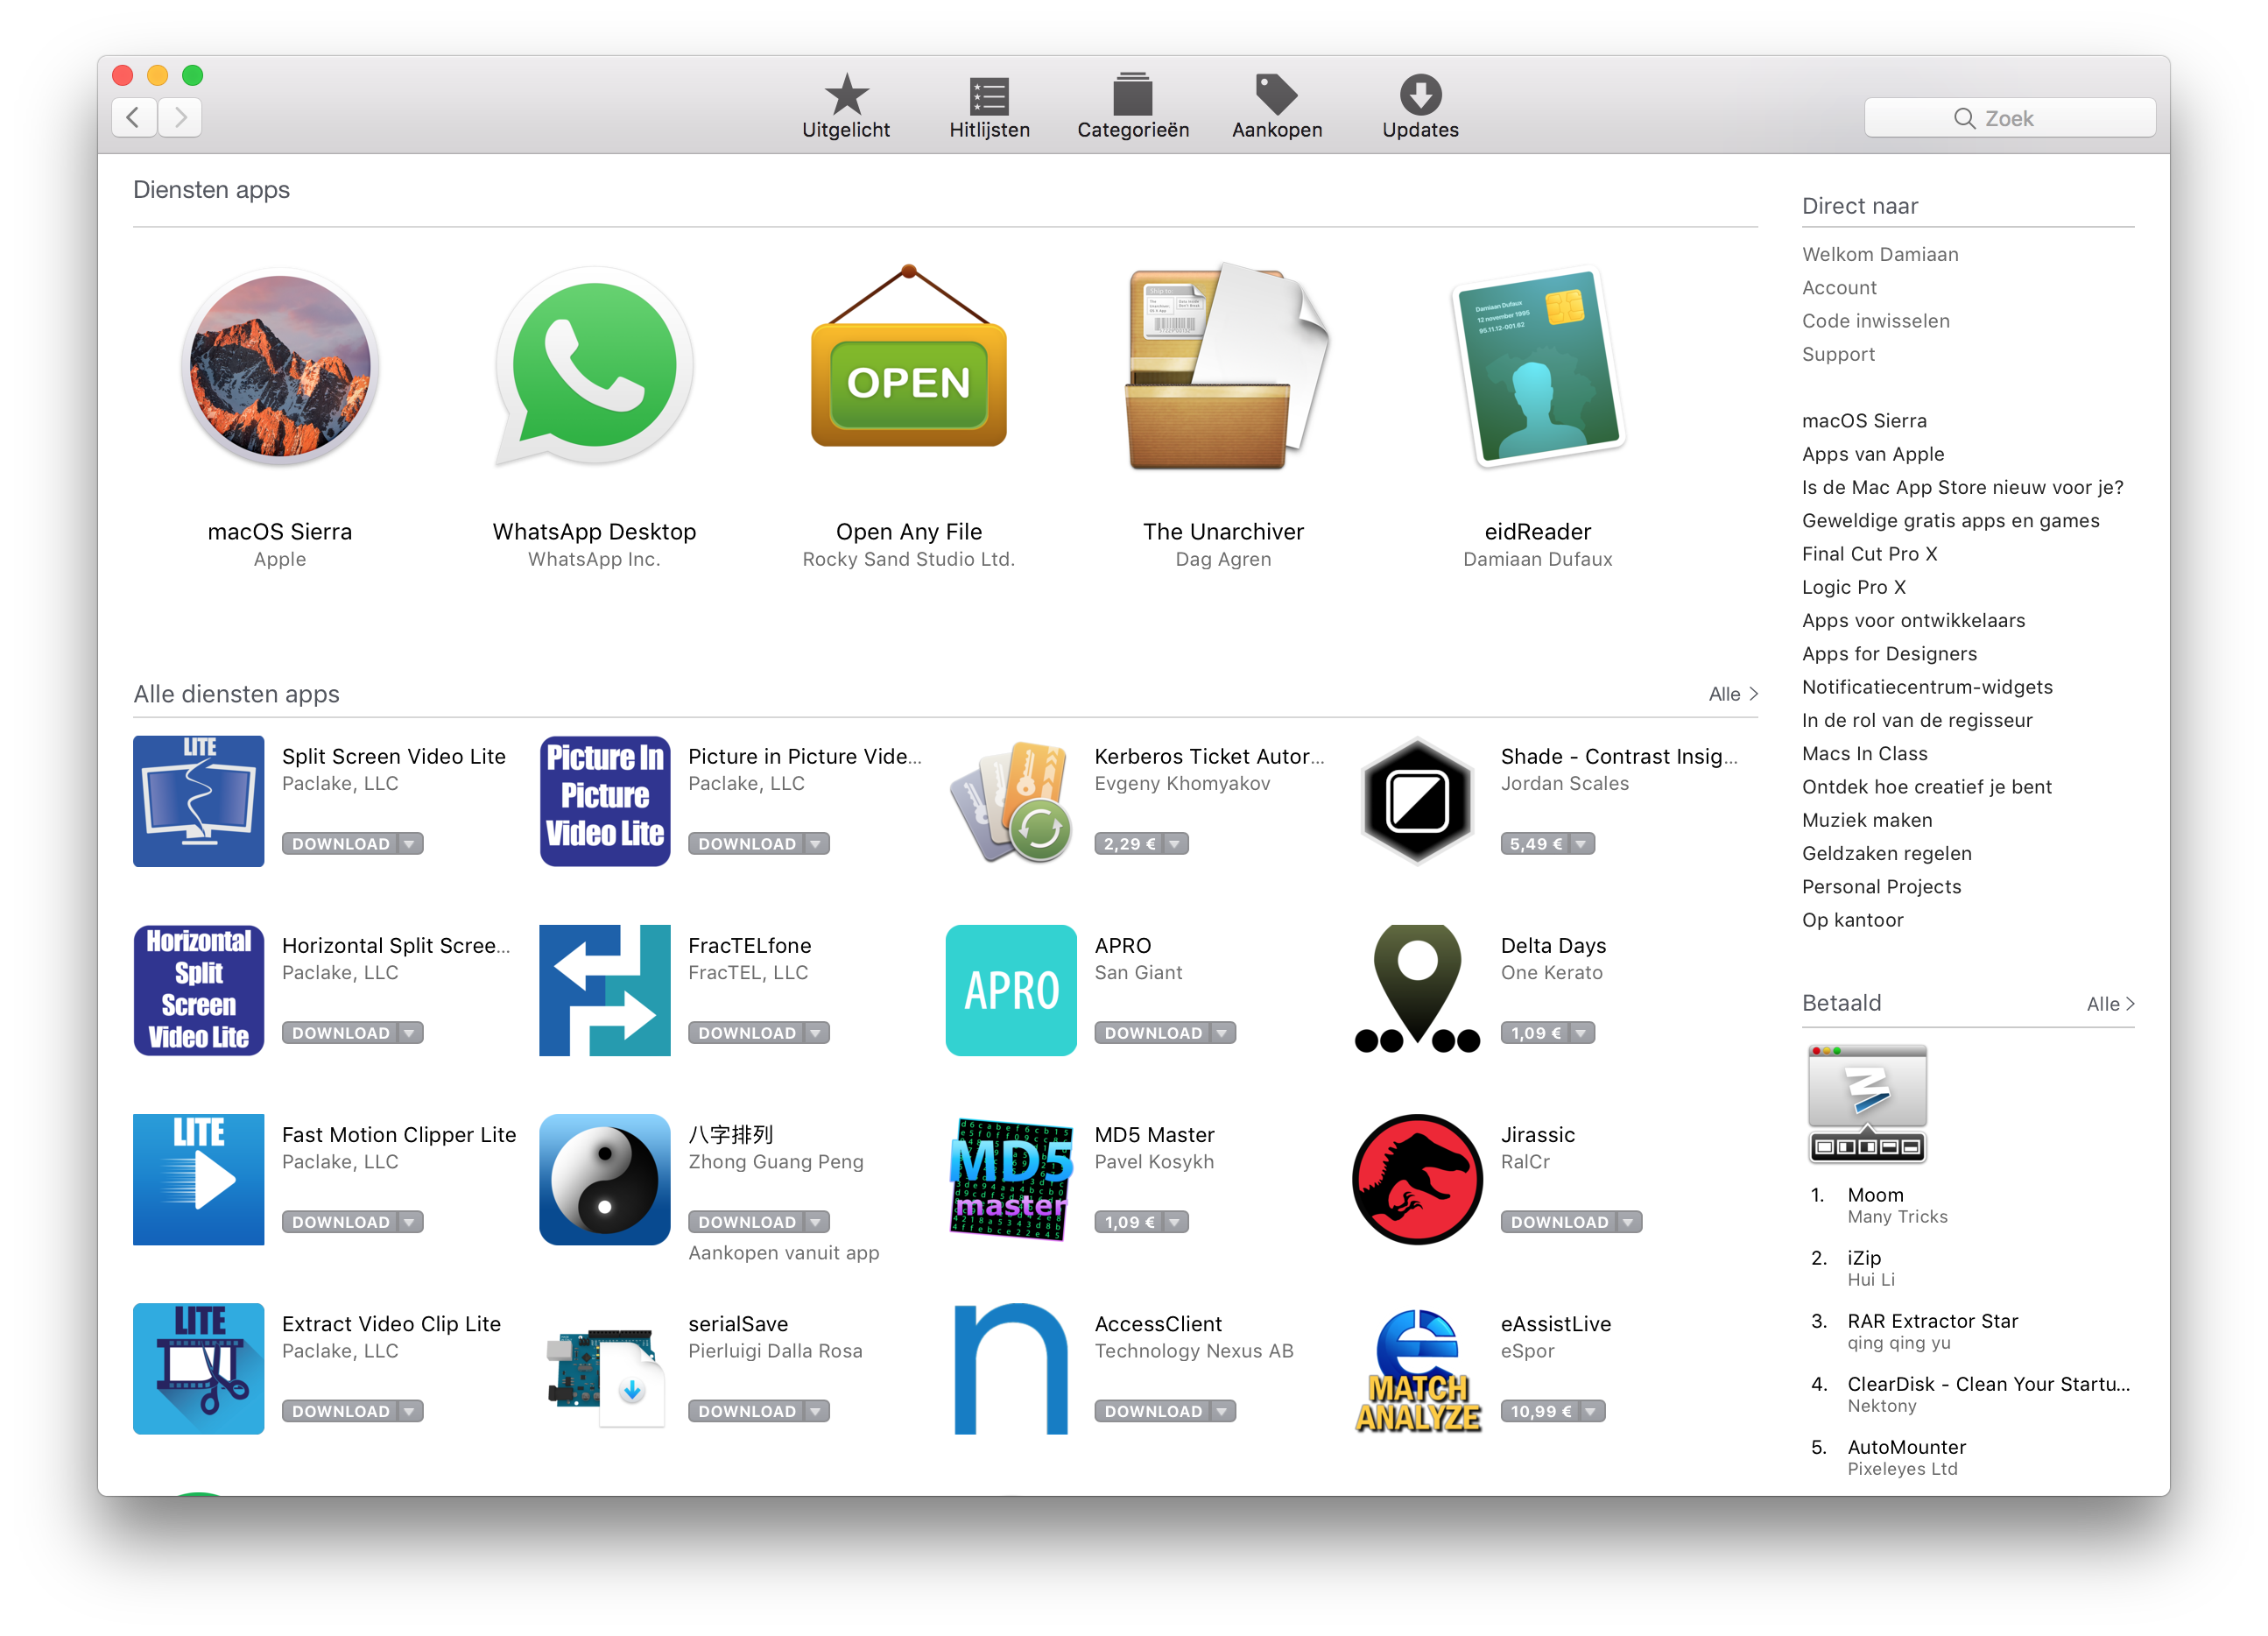 Uitgelicht
Hitlijsten
Categorieën
Aankopen
Updates
Zoek
Diensten apps
OPEN
Ship to:
Damiaan Dufaux
12 november 1995
95.11.12-001.82
macOS Sierra
Apple
WhatsApp Desktop
WhatsApp Inc.
Open Any File
Rocky Sand Studio Ltd.
The Unarchiver
Dag Agren
eidReader
Damiaan Dufaux
Alle diensten apps
Alle
LITE
Split Screen Video Lite
Paclake, LLC
DOWNLOAD
Picture In
Picture
Video Lite
Picture in Picture Vide...
Paclake, LLC
DOWNLOAD
Kerberos Ticket Autor...
Evgeny Khomyakov
2,29 €
Shade - Contrast Insig...
Jordan Scales
5,49 €
Horizontal
Split
Screen
Video Lite
Horizontal Split Scree...
Paclake, LLC
DOWNLOAD
FracTELfone
FracTEL, LLC
DOWNLOAD
APRO
APRO
San Giant
DOWNLOAD
Delta Days
One Kerato
1,09 €
LITE
Fast Motion Clipper Lite
Paclake, LLC
DOWNLOAD
八字排列
Zhong Guang Peng
DOWNLOAD
Aankopen vanuit app
MD5
master
MD5 Master
Pavel Kosykh
1,09 €
Jirassic
RalCr
DOWNLOAD
LITE
Extract Video Clip Lite
Paclake, LLC
DOWNLOAD
serialSave
Pierluigi Dalla Rosa
DOWNLOAD
n
AccessClient
Technology Nexus AB
DOWNLOAD
e
MATCH
ANALYZE
eAssistLive
eSpor
10,99 €
Direct naar
Welkom Damiaan
Account
Code inwisselen
Support
macOS Sierra
Apps van Apple
Is de Mac App Store nieuw voor je?
Geweldige gratis apps en games
Final Cut Pro X
Logic Pro X
Apps voor ontwikkelaars
Apps for Designers
Notificatiecentrum-widgets
In de rol van de regisseur
Macs In Class
Ontdek hoe creatief je bent
Muziek maken
Geldzaken regelen
Personal Projects
Op kantoor
Betaald
Alle
1. Moom
Many Tricks
2. iZip
Hui Li
3. RAR Extractor Star
qing qing yu
4. ClearDisk - Clean Your Startu...
Nektony
5. AutoMounter
Pixeleyes Ltd